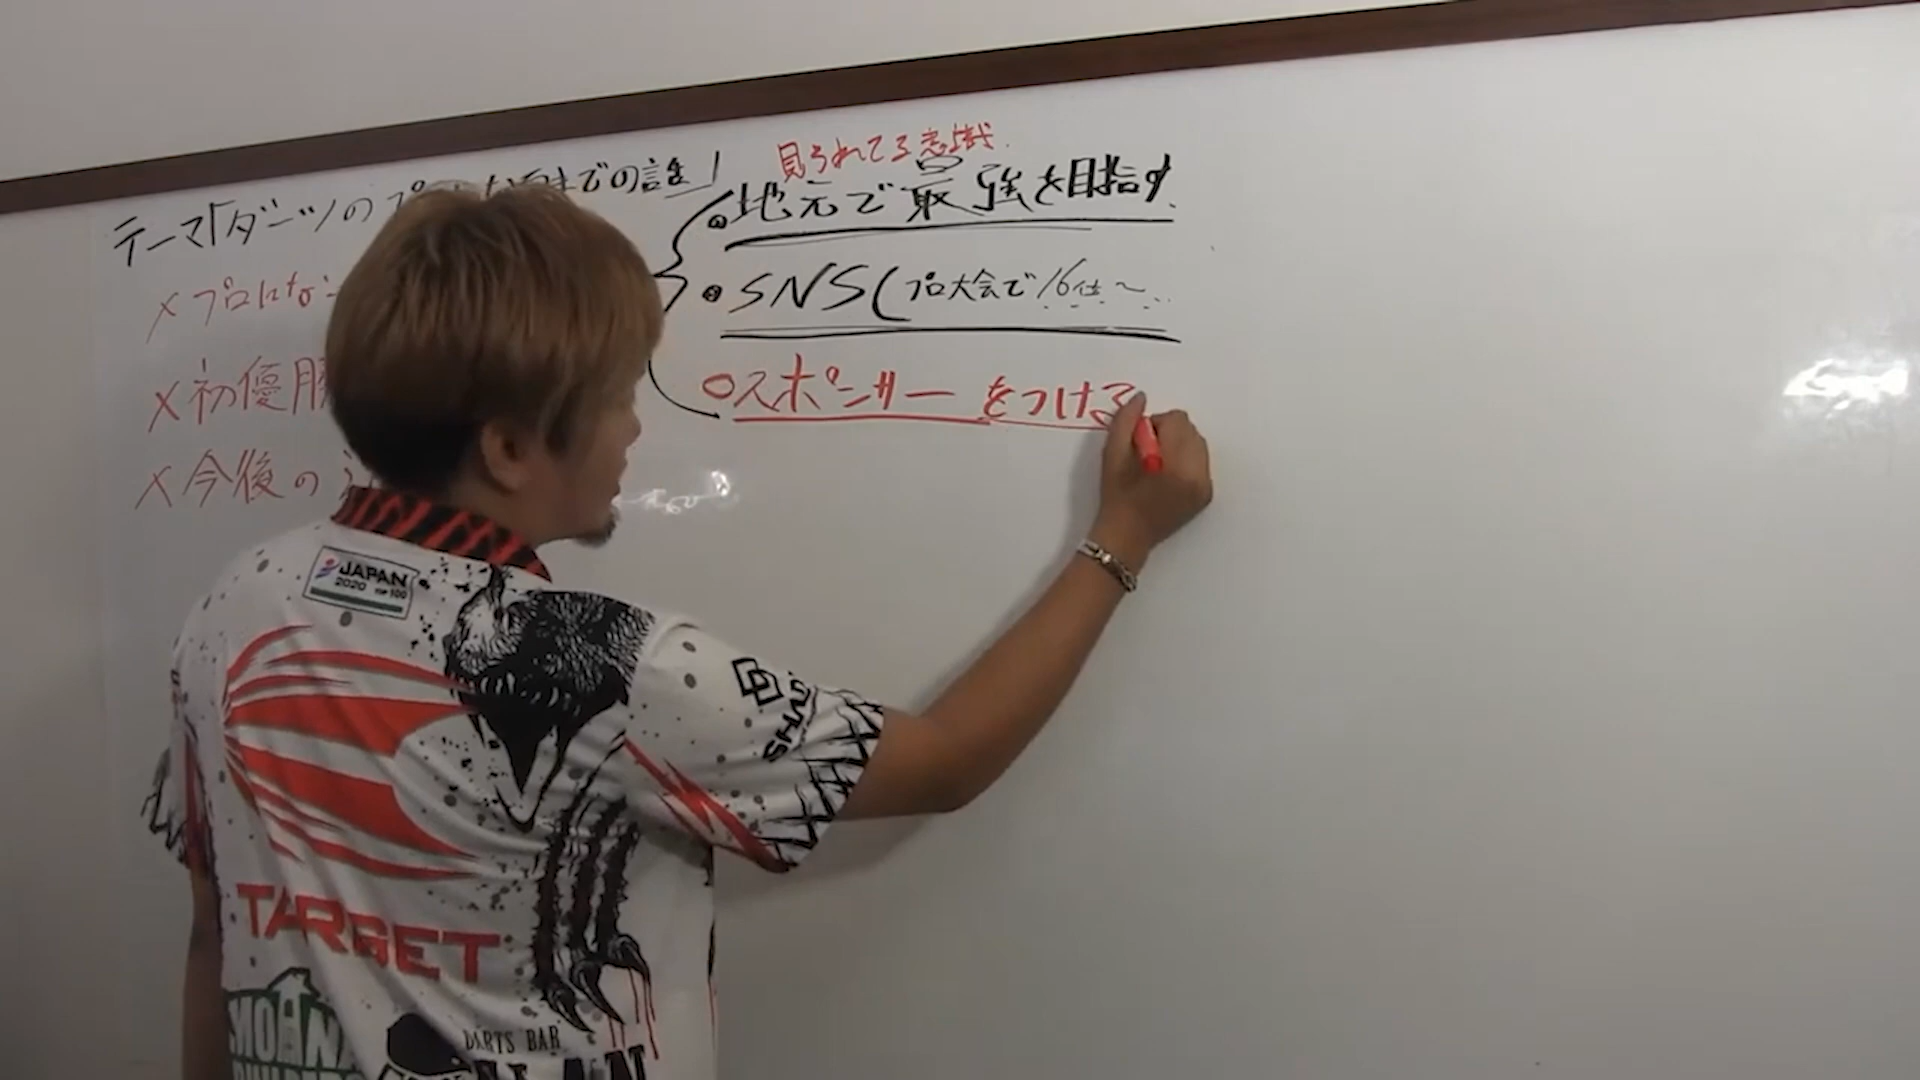 見られてる意識
テーマ「ダーツのプ までの話」
・地元で最強を目指す
×プロにな
・SNS(プロ大会で16位〜
×初優勝
○スポンサーをつける
×今後の
JAPAN
2020 TOP 100
SHA
TARGET
MOANA
BUILDERS
DARTS BAR